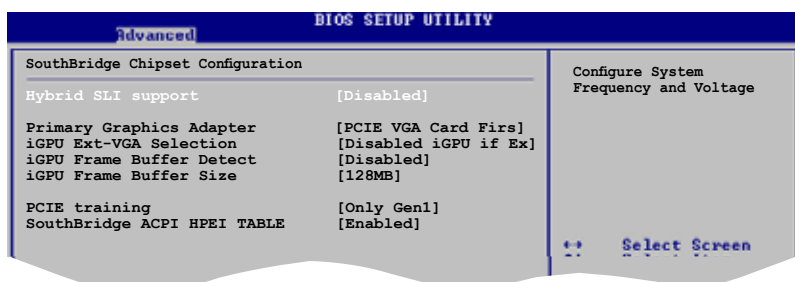 BIOS SETUP UTILITY
Advanced
SouthBridge Chipset Configuration
Hybrid SLI support [Disabled]
Primary Graphics Adapter [PCIE VGA Card Firs]
iGPU Ext-VGA Selection [Disabled iGPU if Ex]
iGPU Frame Buffer Detect [Disabled]
iGPU Frame Buffer Size [128MB]
PCIE training [Only Gen1]
SouthBridge ACPI HPEI TABLE [Enabled]
Configure System
Frequency and Voltage
↔ Select Screen